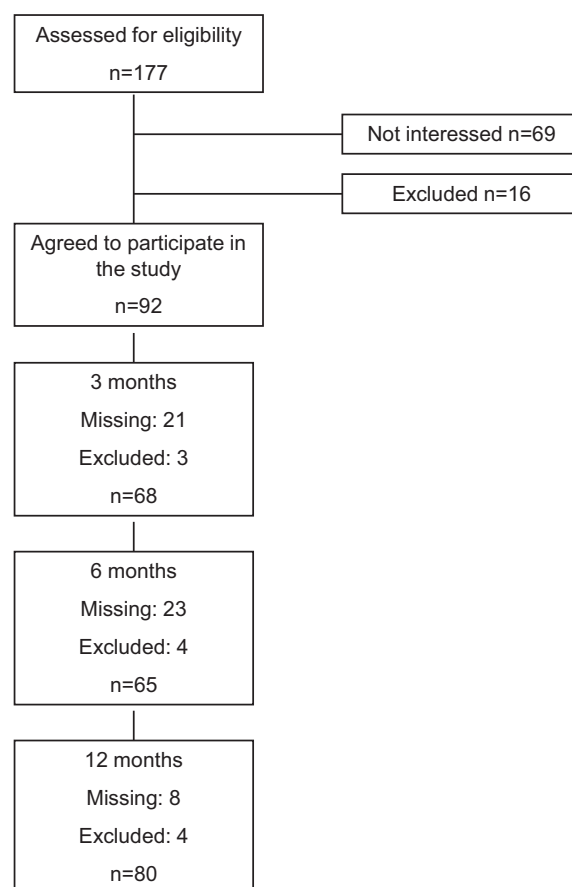 Assessed for eligibility
n=177
Not interessed n=69
Excluded n=16
Agreed to participate in
the study
n=92
3 months
Missing: 21
Excluded: 3
n=68
6 months
Missing: 23
Excluded: 4
n=65
12 months
Missing: 8
Excluded: 4
n=80